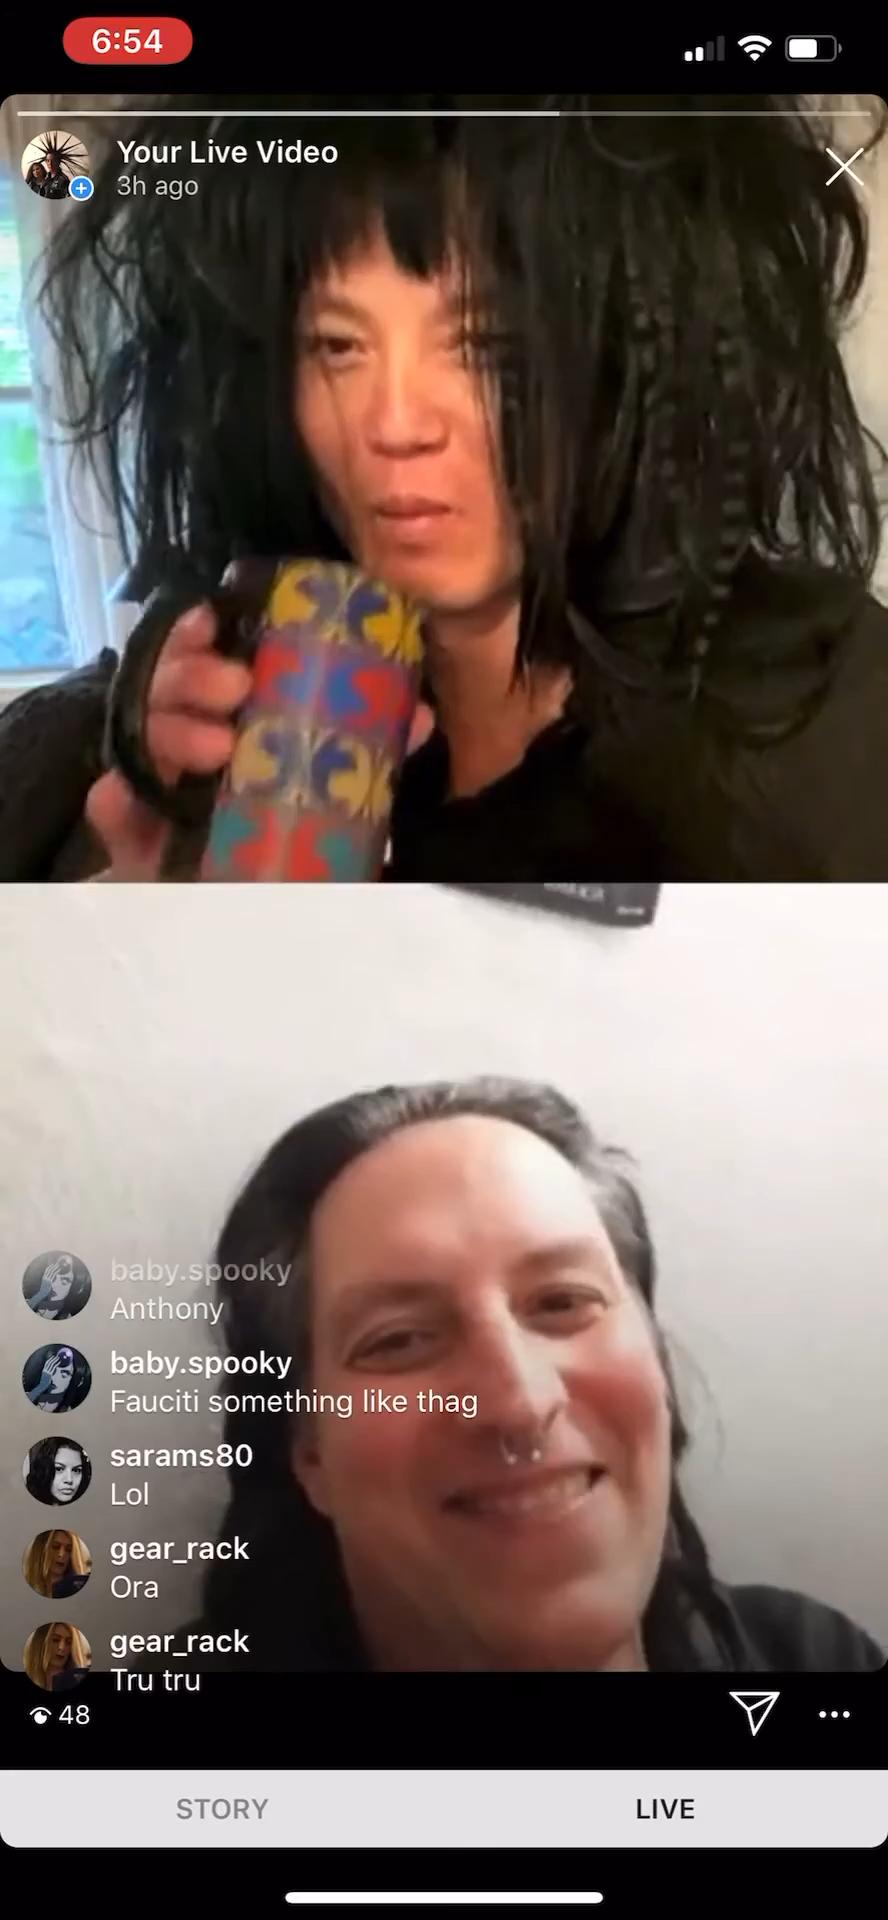 6:54
Your Live Video
3h ago
baby.spooky
Anthony
baby.spooky
Fauciti something like thag
sarams80
Lol
gear_rack
Ora
gear_rack
Tru tru
48
STORY
LIVE